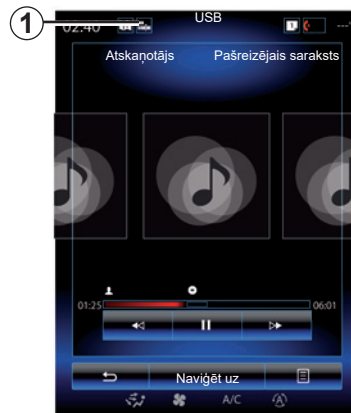 1
USB
02:40
Atskaņotājs Pašreizējais saraksts
01:25 06:01
Naviģēt uz
A/C